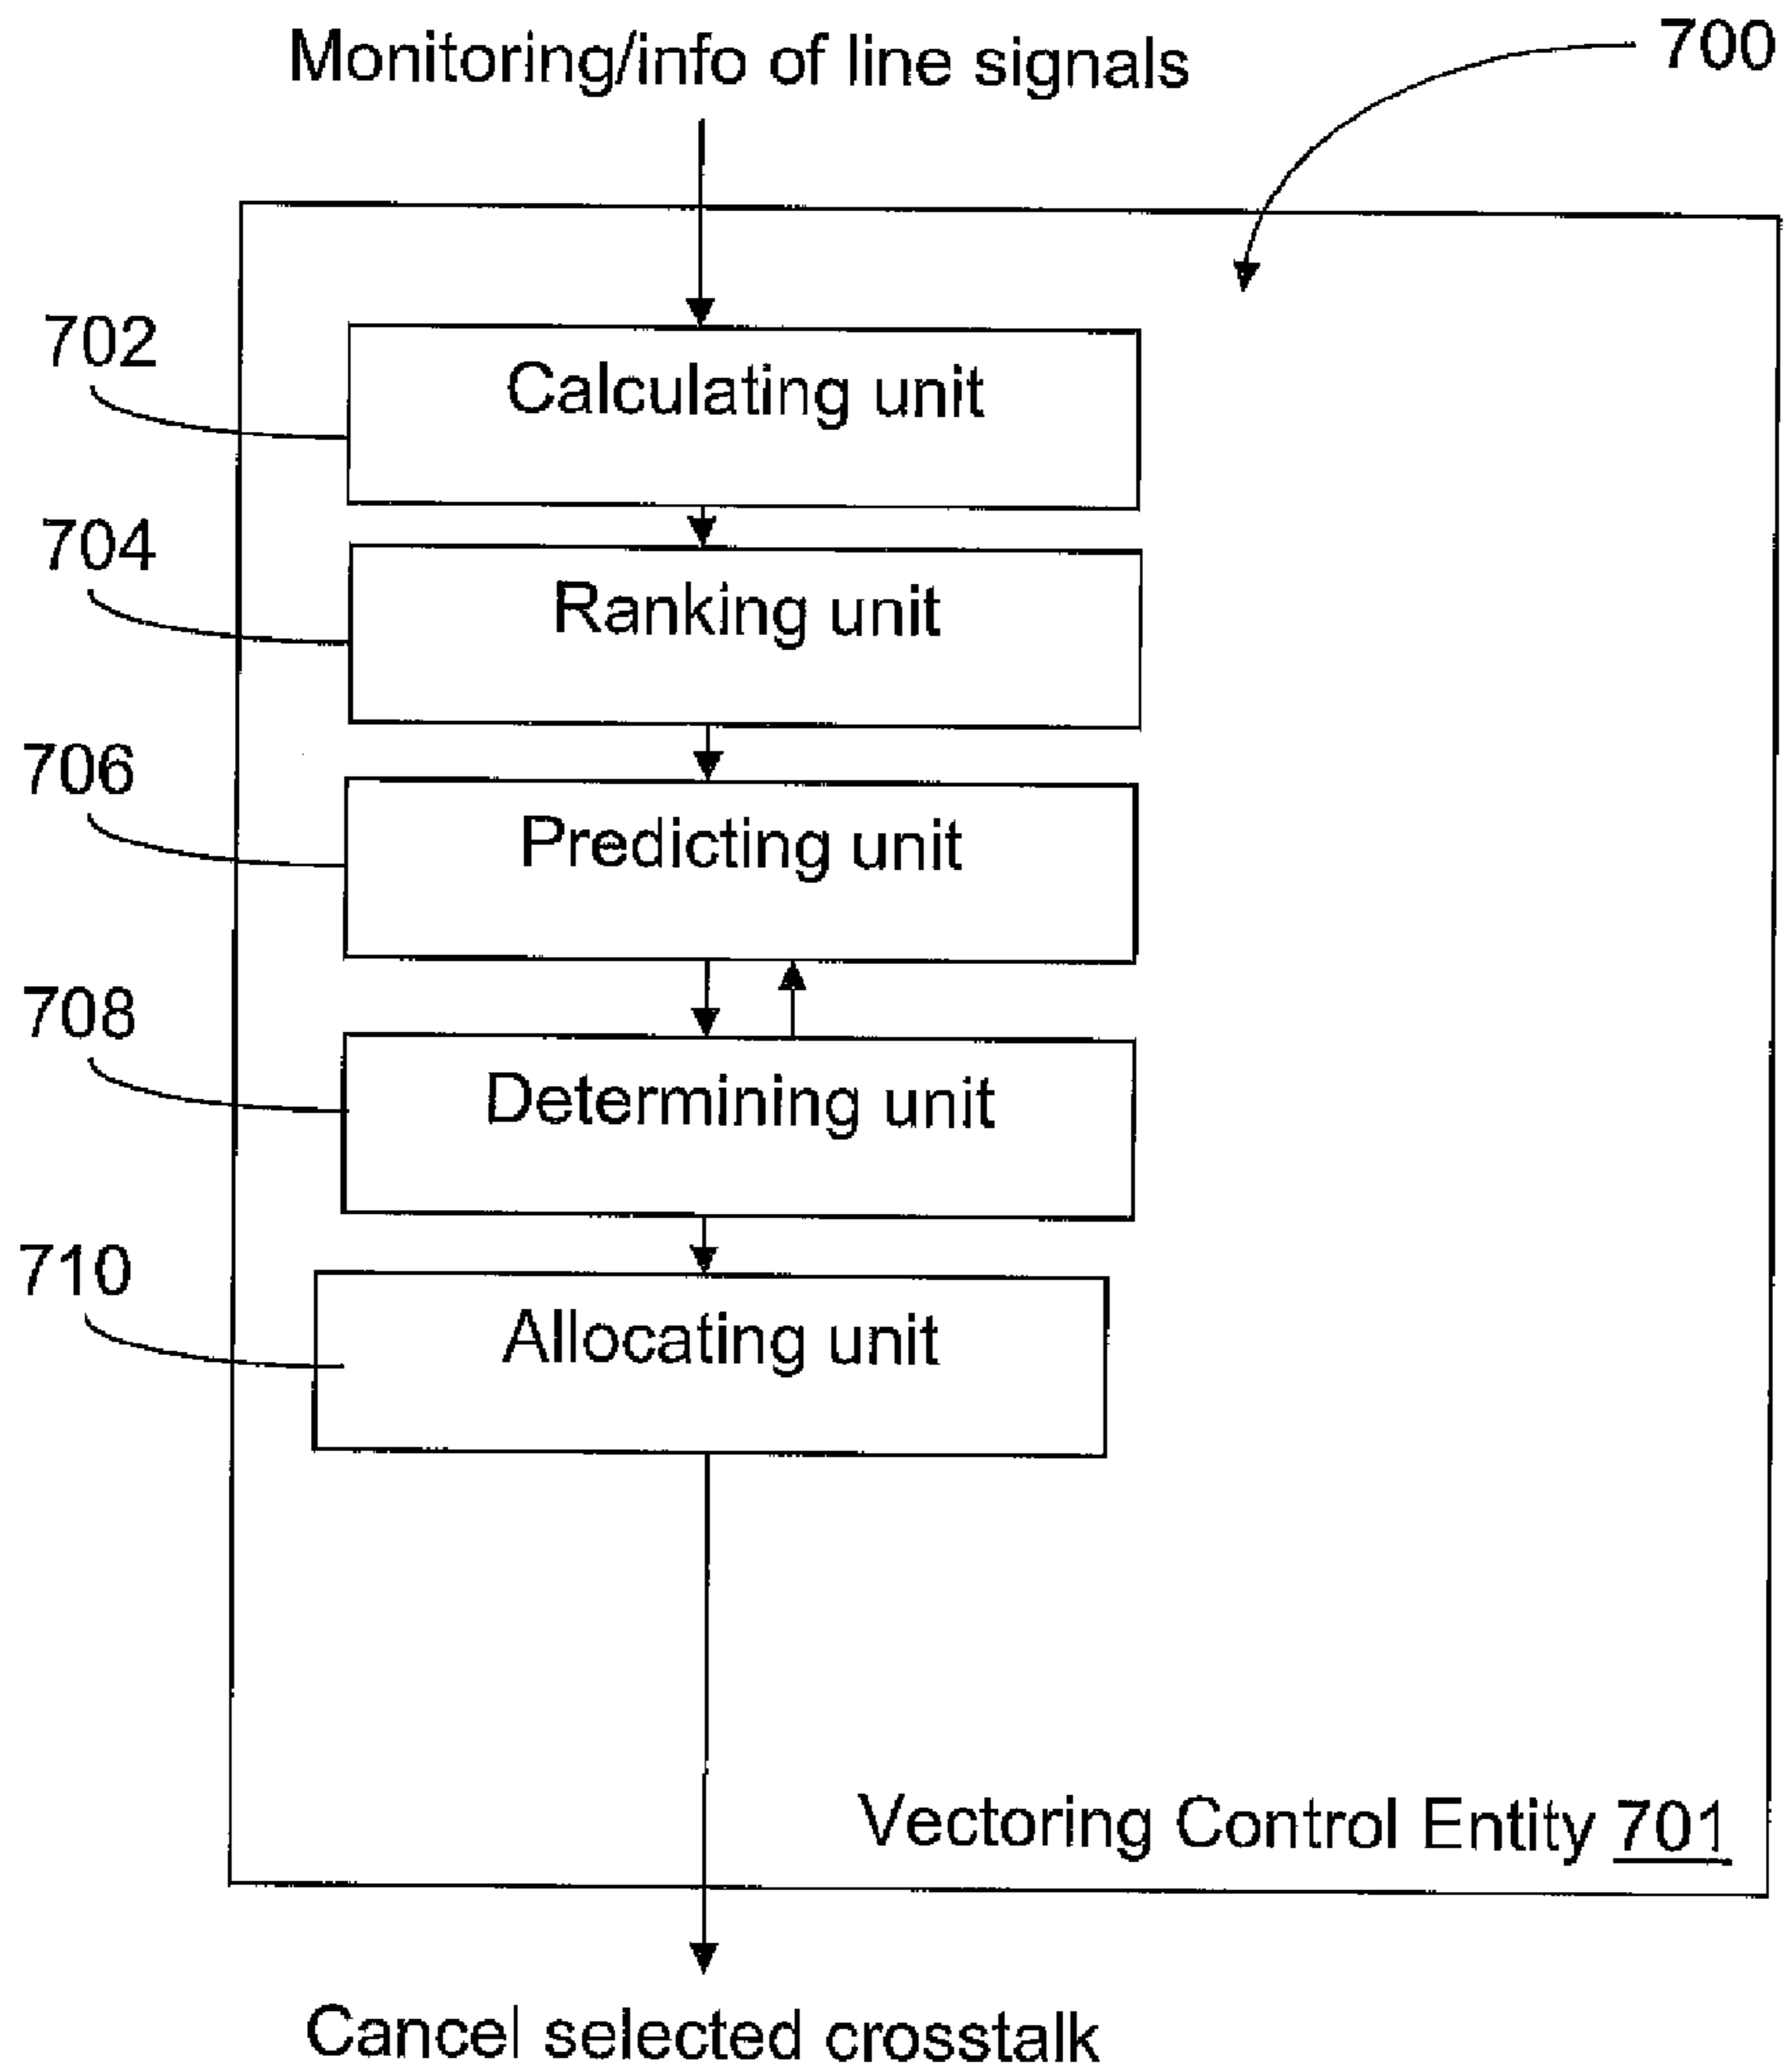 Monitoring/info of line signals
700
702
Calculating unit
704
Ranking unit
706
Predicting unit
708
Determining unit
710
Allocating unit
Vectoring Control Entity 701
Cancel selected crosstalk